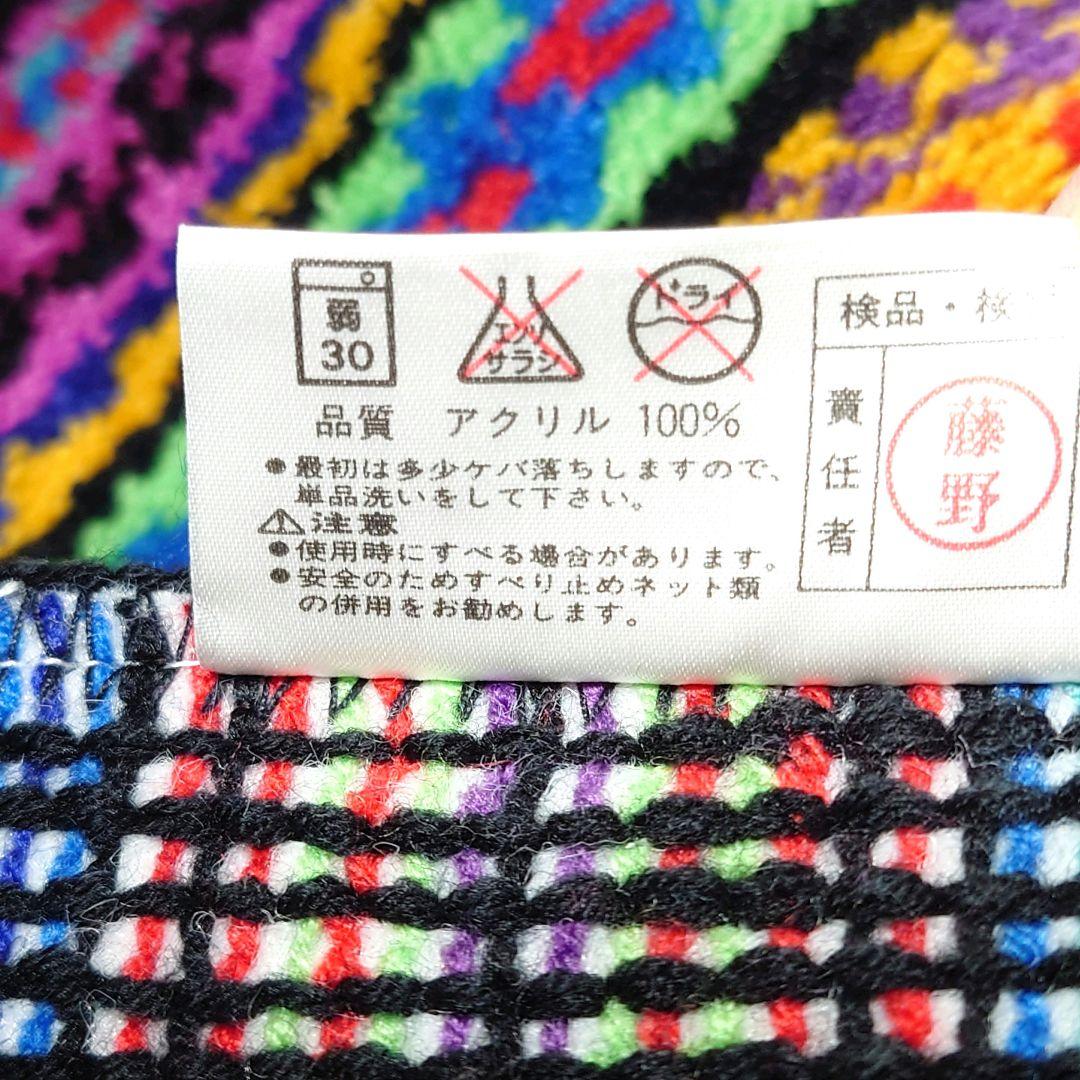 弱
30
エンソ
サラシ
ドライ
品質 アクリル 100%
●最初は多少ケバ落ちしますので、
単品洗いをして下さい。
⚠注意
●使用時にすべる場合があります。
●安全のためすべり止めネット類
の併用をお勧めします。
検品・検
責任者
藤野